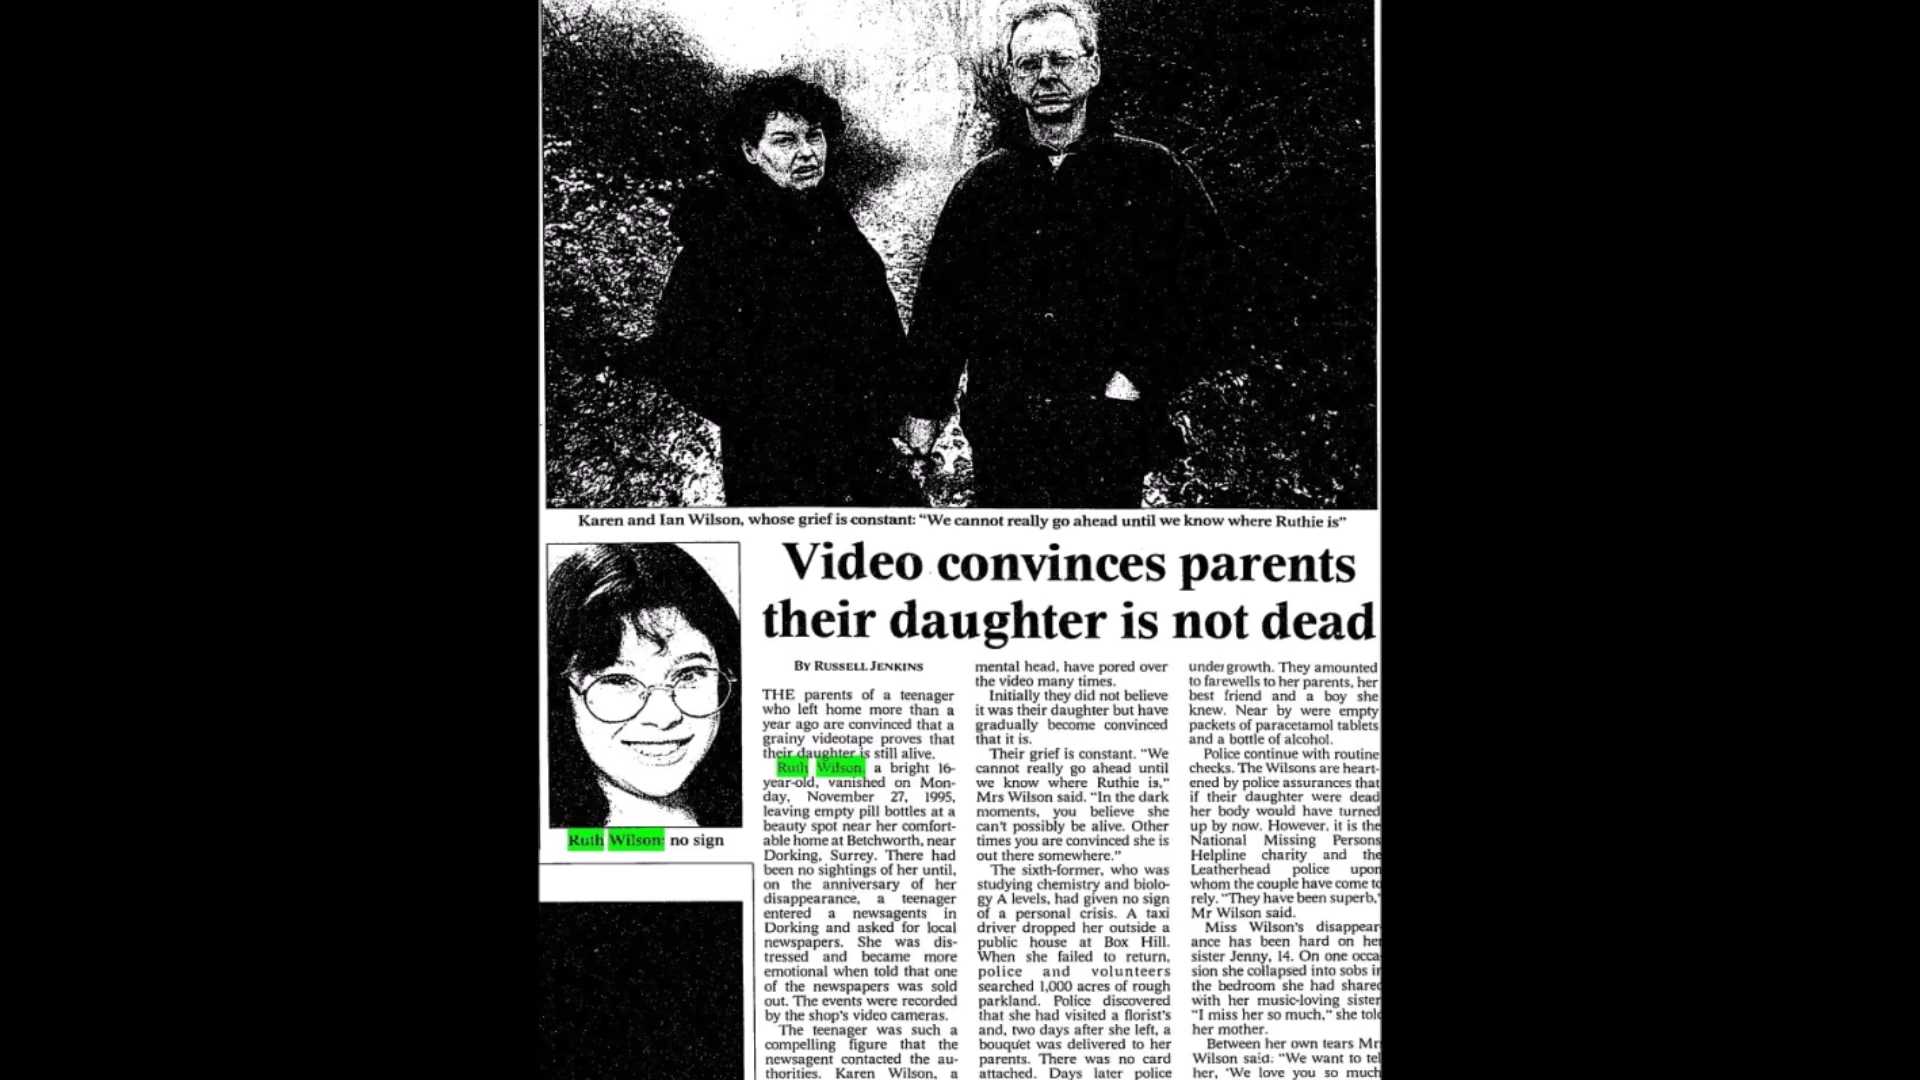 Karen and Ian Wilson, whose grief is constant: “We cannot really go ahead until we know where Ruthie is”
Ruth Wilson: no sign
Video convinces parents
their daughter is not dead
BY RUSSELL JENKINS
THE parents of a teenager
who left home more than a
year ago are convinced that a
grainy videotape proves that
their daughter is still alive.
Ruth Wilson, a bright 16-
year-old, vanished on Mon-
day, November 27, 1995,
leaving empty pill bottles at a
beauty spot near her comfort-
able home at Betchworth, near
Dorking, Surrey. There had
been no sightings of her until,
on the anniversary of her
disappearance, a teenager
entered a newsagents in
Dorking and asked for local
newspapers. She was dis-
tressed and became more
emotional when told that one
of the newspapers was sold
out. The events were recorded
by the shop's video cameras.
The teenager was such a
compelling figure that the
newsagent contacted the au-
thorities. Karen Wilson, a
mental head, have pored over
the video many times.
Initially they did not believe
it was their daughter but have
gradually become convinced
that it is.
Their grief is constant. “We
cannot really go ahead until
we know where Ruthie is,”
Mrs Wilson said. “In the dark
moments, you believe she
can't possibly be alive. Other
times you are convinced she is
out there somewhere.”
The sixth-former, who was
studying chemistry and biolo-
gy A levels, had given no sign
of a personal crisis. A taxi
driver dropped her outside a
public house at Box Hill.
When she failed to return,
police and volunteers
searched 1,000 acres of rough
parkland. Police discovered
that she had visited a florist's
and, two days after she left, a
bouquet was delivered to her
parents. There was no card
attached. Days later police
undergrowth. They amounted
to farewells to her parents, her
best friend and a boy she
knew. Near by were empty
packets of paracetamol tablets
and a bottle of alcohol.
Police continue with routine
checks. The Wilsons are heart-
ened by police assurances that
if their daughter were dead
her body would have turned
up by now. However, it is the
National Missing Persons
Helpline charity and the
Leatherhead police upon
whom the couple have come to
rely. “They have been superb,”
Mr Wilson said.
Miss Wilson's disappear
ance has been hard on her
sister Jenny, 14. On one occa
sion she collapsed into sobs in
the bedroom she had shared
with her music-loving sister
“I miss her so much,” she told
her mother.
Between her own tears Mr
Wilson said: “We want to tel
her, ‘We love you so much